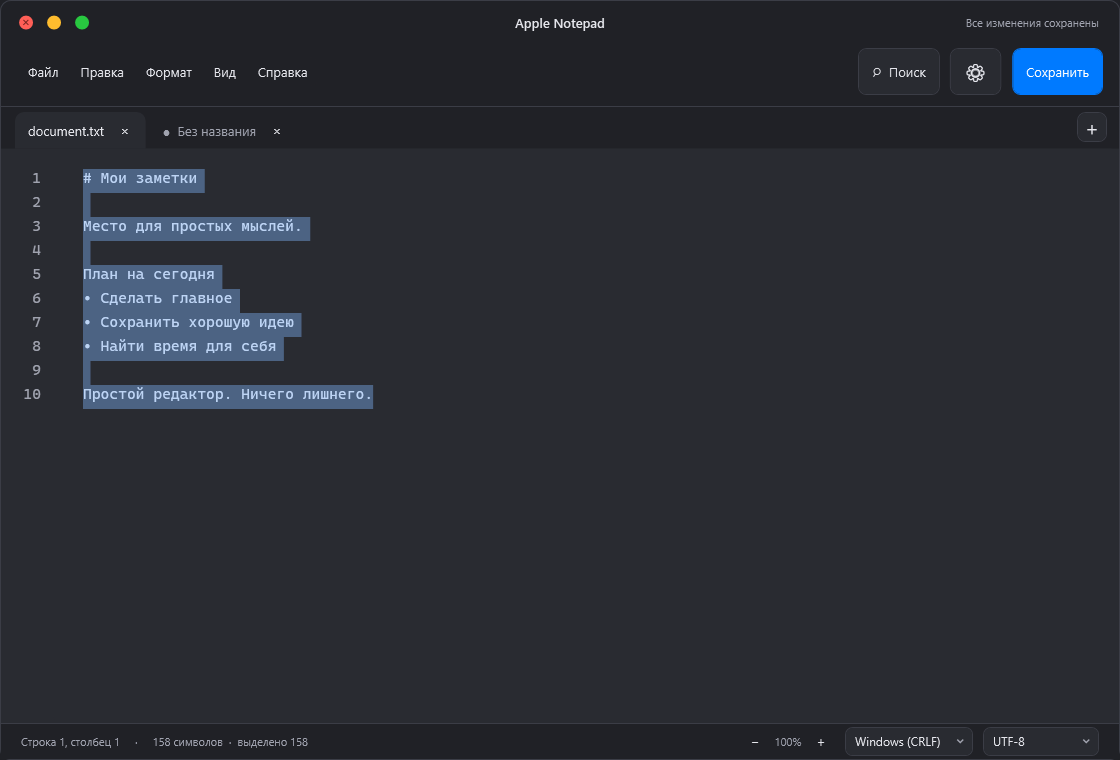 Apple Notepad
Все изменения сохранены
Файл Правка Формат Вид Справка
Поиск
Сохранить
document.txt × ● Без названия × +
1 # Мои заметки
2
3 Место для простых мыслей.
4
5 План на сегодня
6 • Сделать главное
7 • Сохранить хорошую идею
8 • Найти время для себя
9
10 Простой редактор. Ничего лишнего.
Строка 1, столбец 1 · 158 символов · выделено 158 − 100% + Windows (CRLF) UTF-8